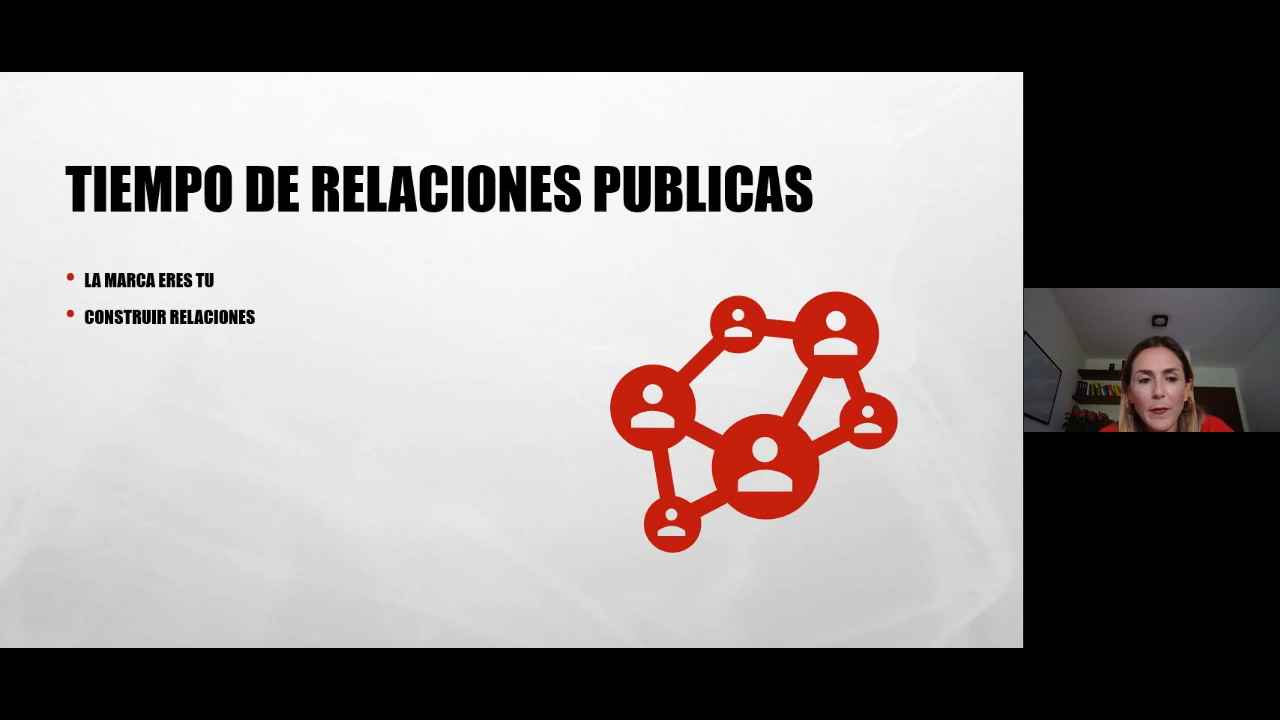 TIEMPO DE RELACIONES PUBLICAS
LA MARCA ERES TU
CONSTRUIR RELACIONES